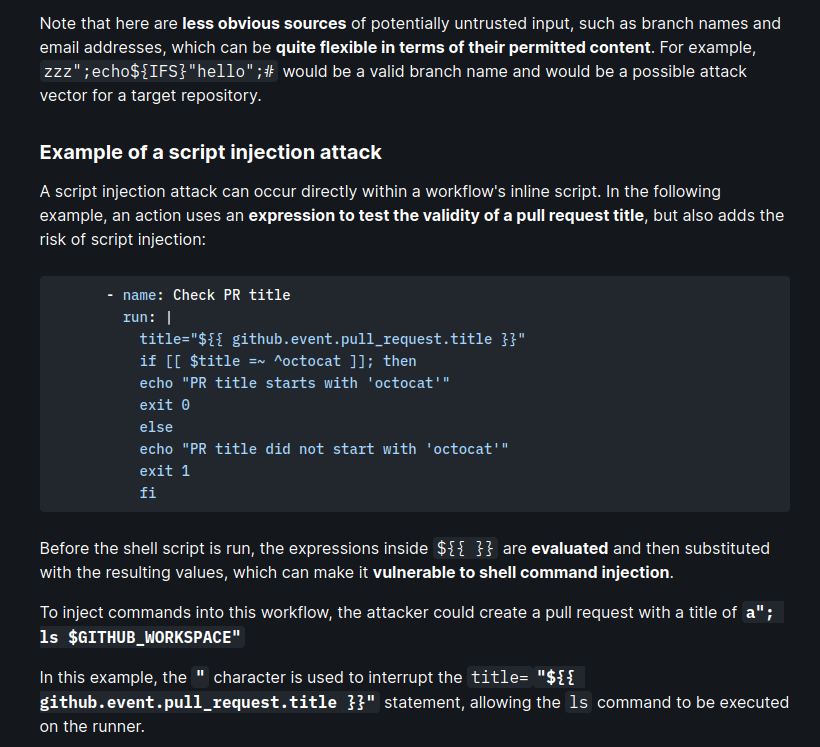 Note that here are less obvious sources of potentially untrusted input, such as branch names and
email addresses, which can be quite flexible in terms of their permitted content. For example,
zzz";echo${IFS}"hello";# would be a valid branch name and would be a possible attack
vector for a target repository.
Example of a script injection attack
A script injection attack can occur directly within a workflow's inline script. In the following
example, an action uses an expression to test the validity of a pull request title, but also adds the
risk of script injection:
- name: Check PR title
run: |
title="${{ github.event.pull_request.title }}"
if [[ $title =~ ^octocat ]]; then
echo "PR title starts with 'octocat'"
exit 0
else
echo "PR title did not start with 'octocat'"
exit 1
fi
Before the shell script is run, the expressions inside ${{ }} are evaluated and then substituted
with the resulting values, which can make it vulnerable to shell command injection.
To inject commands into this workflow, the attacker could create a pull request with a title of a";
ls $GITHUB_WORKSPACE"
In this example, the " character is used to interrupt the title= "${{
github.event.pull_request.title }}" statement, allowing the ls command to be executed
on the runner.